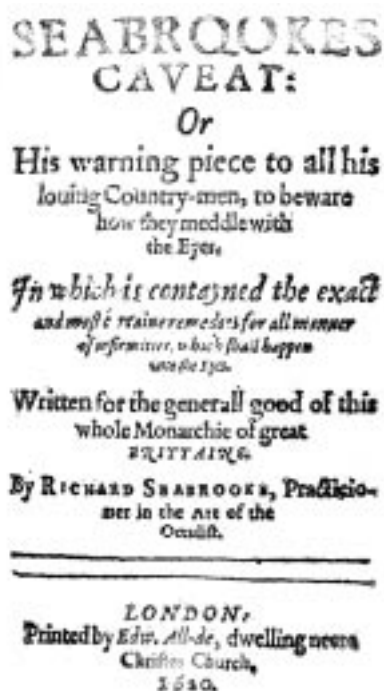 SEABROOKES
CAVEAT:
Or
His warning piece to all his
louing Country-men, to beware
how they meddle with
the Eyes.
In which is contayned the exact
and most certaine remedies for all manner
of infirmities, which shall happen
vnto the Eyes.
Written for the generall good of this
whole Monarchie of great
BRITTAINE.
By RICHARD SEABROOKE, Practicio-
ner in the Art of the
Occulist.
LONDON,
Printed by Edw. All-de, dwelling neere
Christes Church,
1620.